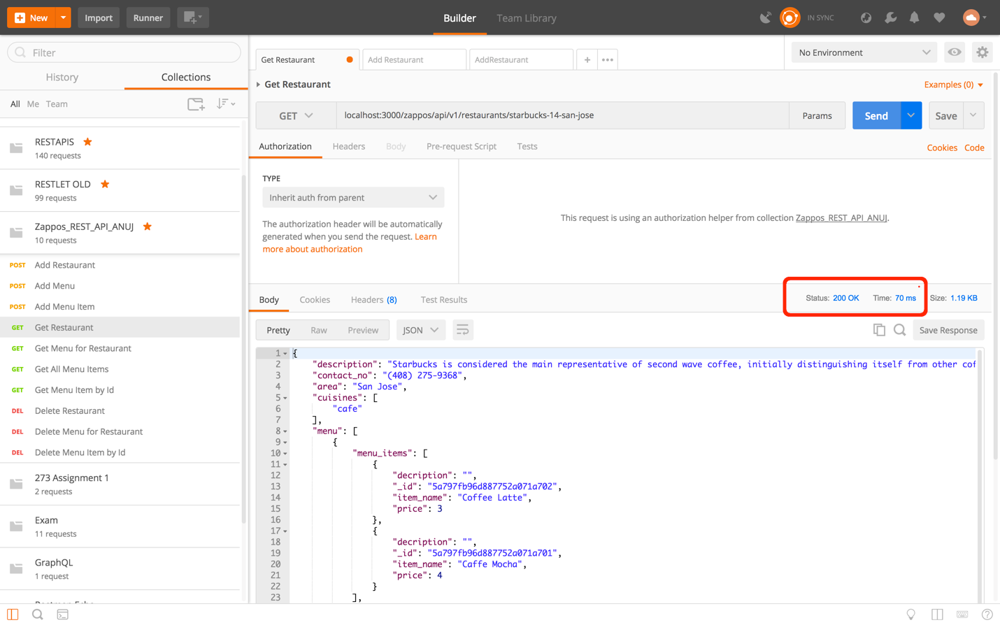 New
Import
Runner
Builder
Team Library
IN SYNC
Filter
History
Collections
All Me Team
RESTAPIS
140 requests
RESTLET OLD
99 requests
Zappos_REST_API_ANUJ
10 requests
POST Add Restaurant
POST Add Menu
POST Add Menu Item
GET Get Restaurant
GET Get Menu for Restaurant
GET Get All Menu Items
GET Get Menu Item by Id
DEL Delete Restaurant
DEL Delete Menu for Restaurant
DEL Delete Menu Item by Id
273 Assignment 1
2 requests
Exam
11 requests
GraphQL
1 request
Get Restaurant
Add Restaurant
AddRestaurant
+
•••
No Environment
Get Restaurant
Examples (0)
GET
localhost:3000/zappos/api/v1/restaurants/starbucks-14-san-jose
Params
Send
Save
Authorization
Headers
Body
Pre-request Script
Tests
Cookies Code
TYPE
Inherit auth from parent
The authorization header will be automatically
generated when you send the request. Learn
more about authorization
This request is using an authorization helper from collection Zappos_REST_API_ANUJ.
Body
Cookies
Headers (8)
Test Results
Status: 200 OK Time: 70 ms Size: 1.19 KB
Pretty
Raw
Preview
JSON
Save Response
1 {
2 "description": "Starbucks is considered the main representative of second wave coffee, initially distinguishing itself from other cof
3 "contact_no": "(408) 275-9368",
4 "area": "San Jose",
5 "cuisines": [
6 "cafe"
7 ],
8 "menu": [
9 {
10 "menu_items": [
11 {
12 "decription": "",
13 "_id": "5a797fb96d887752a071a702",
14 "item_name": "Coffee Latte",
15 "price": 3
16 },
17 {
18 "decription": "",
19 "_id": "5a797fb96d887752a071a701",
20 "item_name": "Caffe Mocha",
21 "price": 4
22 }
23 ],